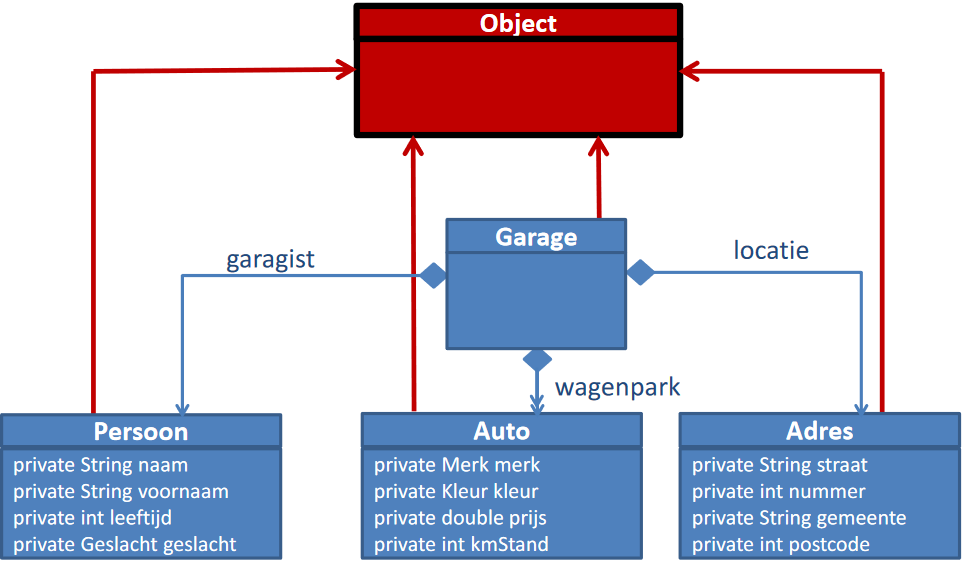 Object
Garage
garagist
locatie
wagenpark
Persoon
private String naam
private String voornaam
private int leeftijd
private Geslacht geslacht
Auto
private Merk merk
private Kleur kleur
private double prijs
private int kmStand
Adres
private String straat
private int nummer
private String gemeente
private int postcode